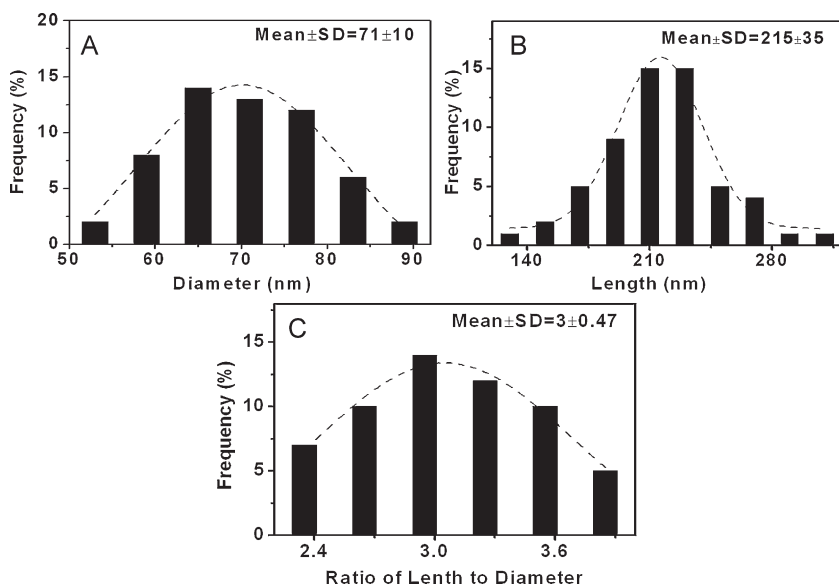 A
Mean±SD=71±10
20
15
10
5
0
Frequency (%)
50 60 70 80 90
Diameter (nm)
B
Mean±SD=215±35
15
10
5
0
Frequency (%)
140 210 280
Length (nm)
C
Mean±SD=3±0.47
15
10
5
0
Frequency (%)
2.4 3.0 3.6
Ratio of Lenth to Diameter